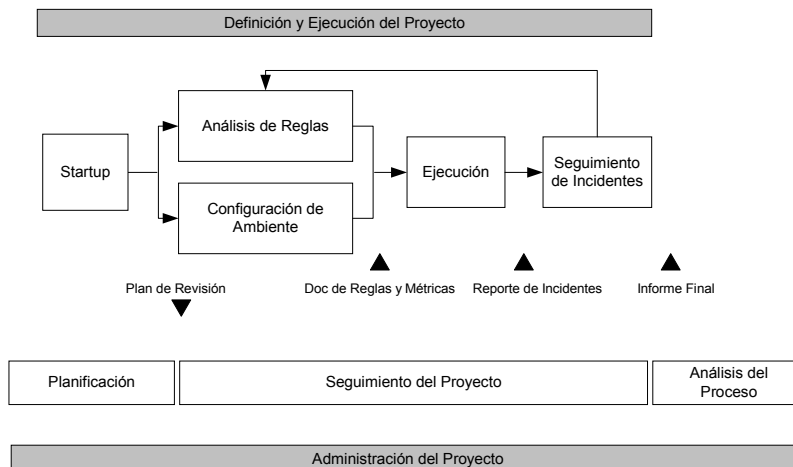 Definición y Ejecución del Proyecto
Análisis de Reglas
Startup
Ejecución
Seguimiento
de Incidentes
Configuración de
Ambiente
Plan de Revisión
Doc de Reglas y Métricas
Reporte de Incidentes
Informe Final
Planificación
Seguimiento del Proyecto
Análisis del
Proceso
Administración del Proyecto